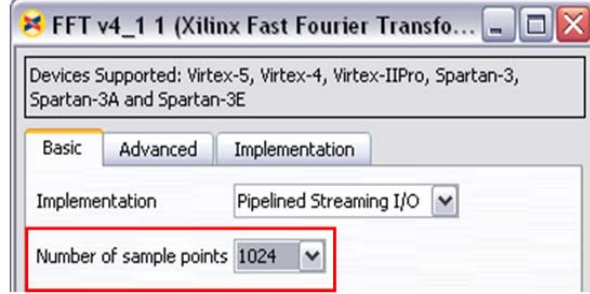 FFT v4_1 1 (Xilinx Fast Fourier Transfo...
Devices Supported: Virtex-5, Virtex-4, Virtex-IIPro, Spartan-3,
Spartan-3A and Spartan-3E
Basic Advanced Implementation
Implementation Pipelined Streaming I/O
Number of sample points 1024